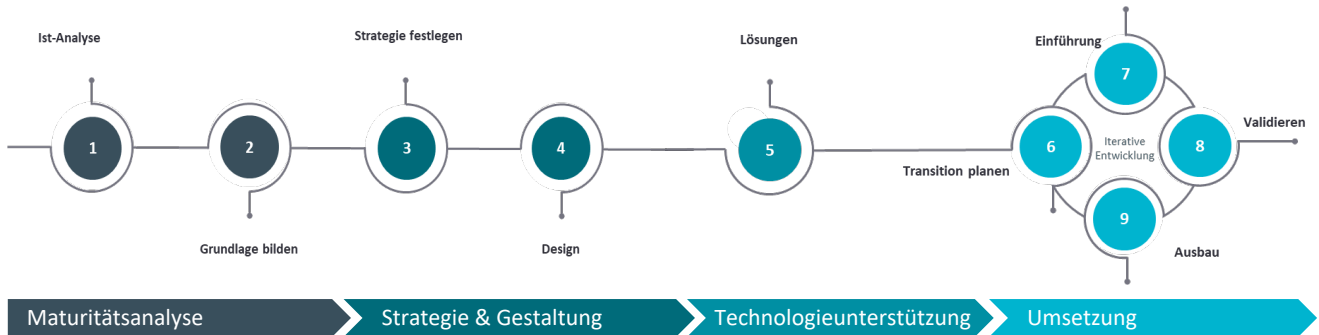 Ist-Analyse
Strategie festlegen
Lösungen
Einführung
1
2
3
4
5
6
7
8
9
Iterative
Entwicklung
Validieren
Transition planen
Grundlage bilden
Design
Ausbau
Maturitätsanalyse
Strategie & Gestaltung
Technologieunterstützung
Umsetzung